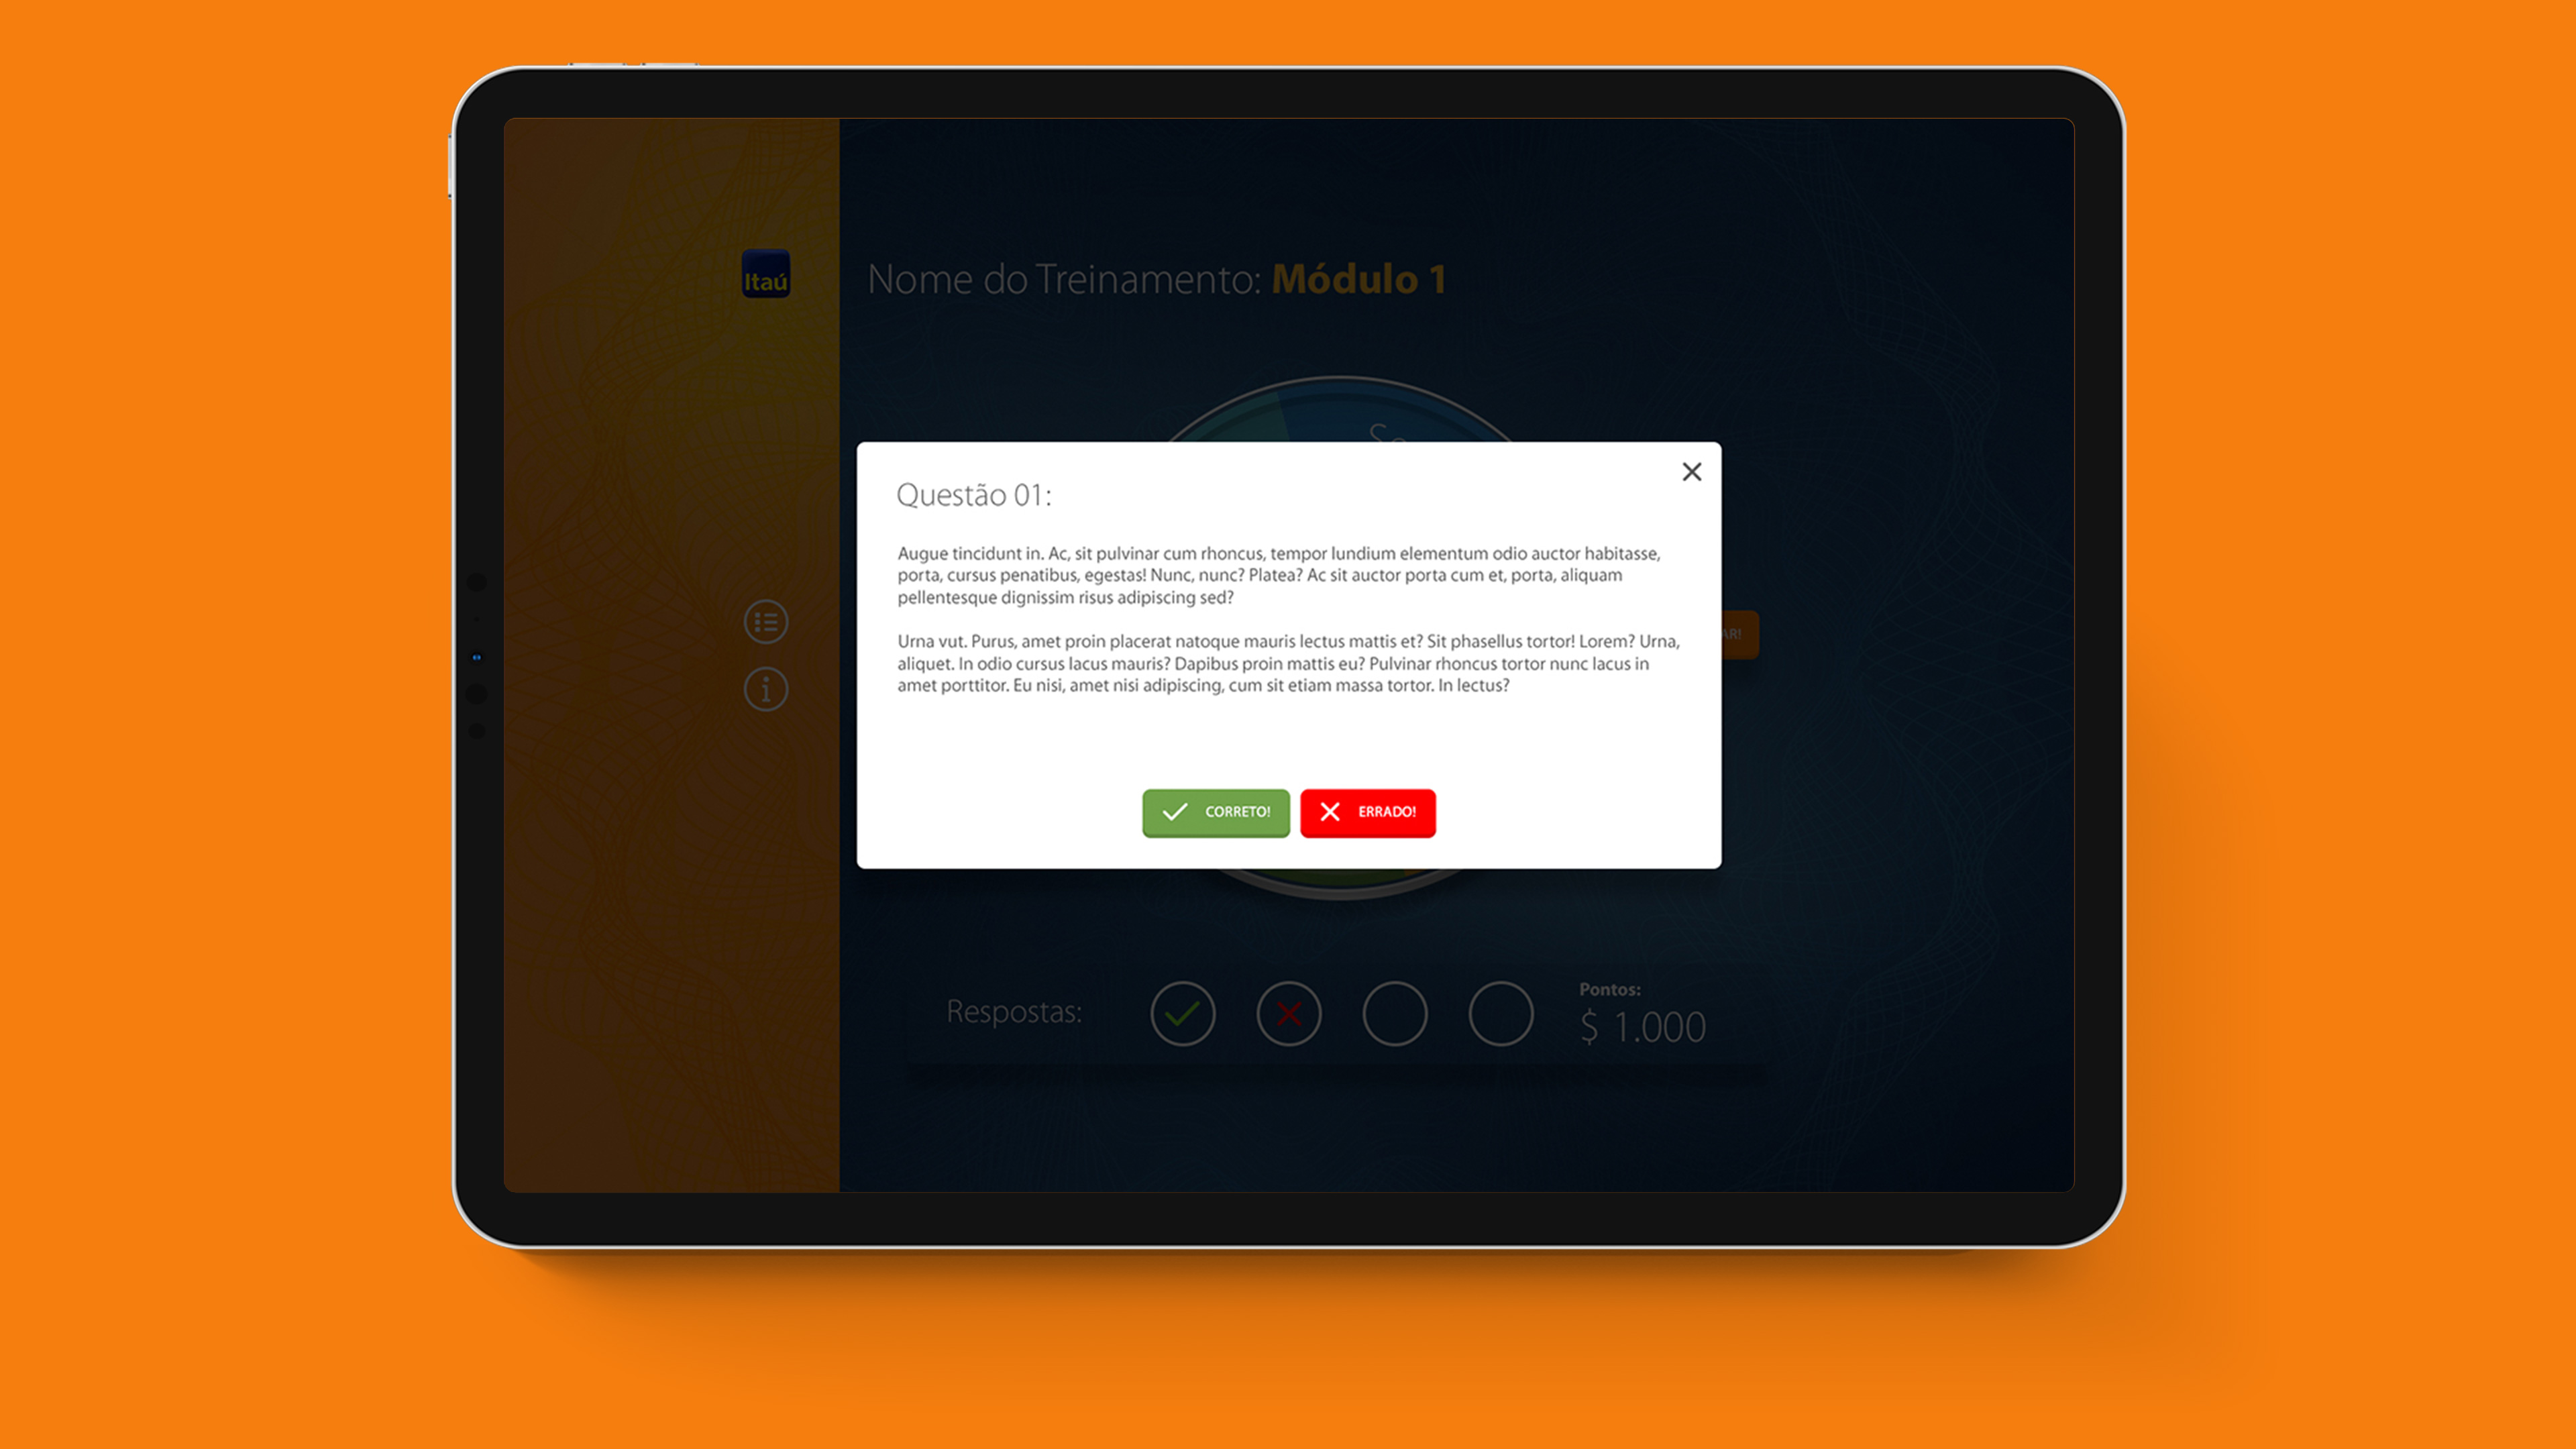 Itaú
Nome do Treinamento: Módulo 1
Questão 01:
Augue tincidunt in. Ac, sit pulvinar cum rhoncus, tempor lundium elementum odio auctor habitasse,
porta, cursus penatibus, egestas! Nunc, nunc? Platea? Ac sit auctor porta cum et, porta, aliquam
pellentesque dignissim risus adipiscing sed?
Urna vut. Purus, amet proin placerat natoque mauris lectus mattis et? Sit phasellus tortor! Lorem? Urna,
aliquet. In odio cursus lacus mauris? Dapibus proin mattis eu? Pulvinar rhoncus tortor nunc lacus in
amet porttitor. Eu nisi, amet nisi adipiscing, cum sit etiam massa tortor. In lectus?
CORRETO!
ERRADO!
Respostas:
Pontos:
$ 1.000